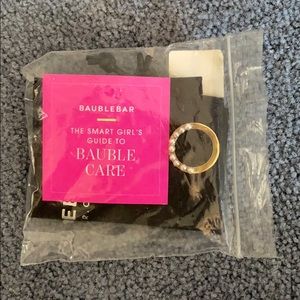 BAUBLEBAR
THE SMART GIRL'S
GUIDE TO
BAUBLE
CARE